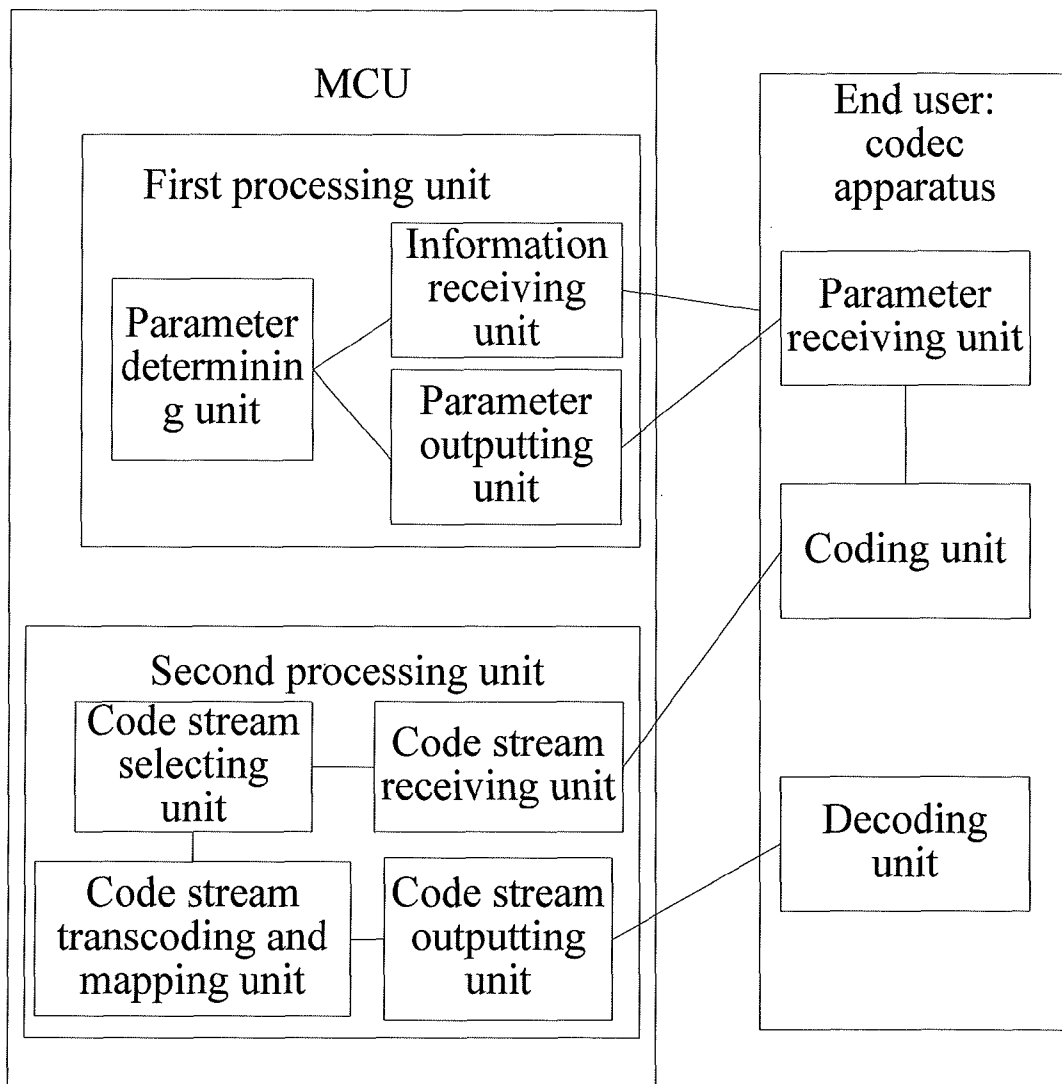 MCU
First processing unit
Parameter
determinin
g unit
Information
receiving
unit
Parameter
outputting
unit
Second processing unit
Code stream
selecting
unit
Code stream
receiving unit
Code stream
transcoding and
mapping unit
Code stream
outputting
unit
End user:
codec
apparatus
Parameter
receiving unit
Coding unit
Decoding
unit